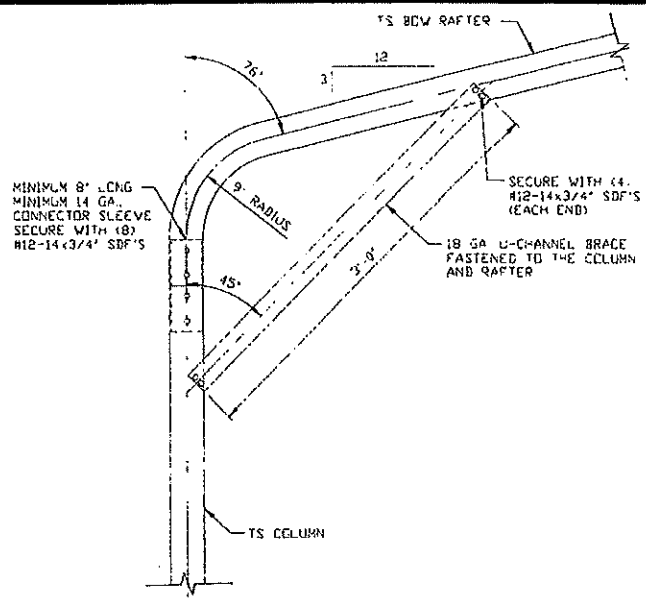 TS BOW RAFTER
12
3
76°
MINIMUM 8" LONG
MINIMUM 14 GA.
CONNECTOR SLEEVE
SECURE WITH (8)
#12-14x3/4" SDF'S
9" RADIUS
SECURE WITH (4)
#12-14x3/4" SDF'S
(EACH END)
18 GA U-CHANNEL BRACE
FASTENED TO THE COLUMN
AND RAFTER
3'-0"
45°
TS COLUMN